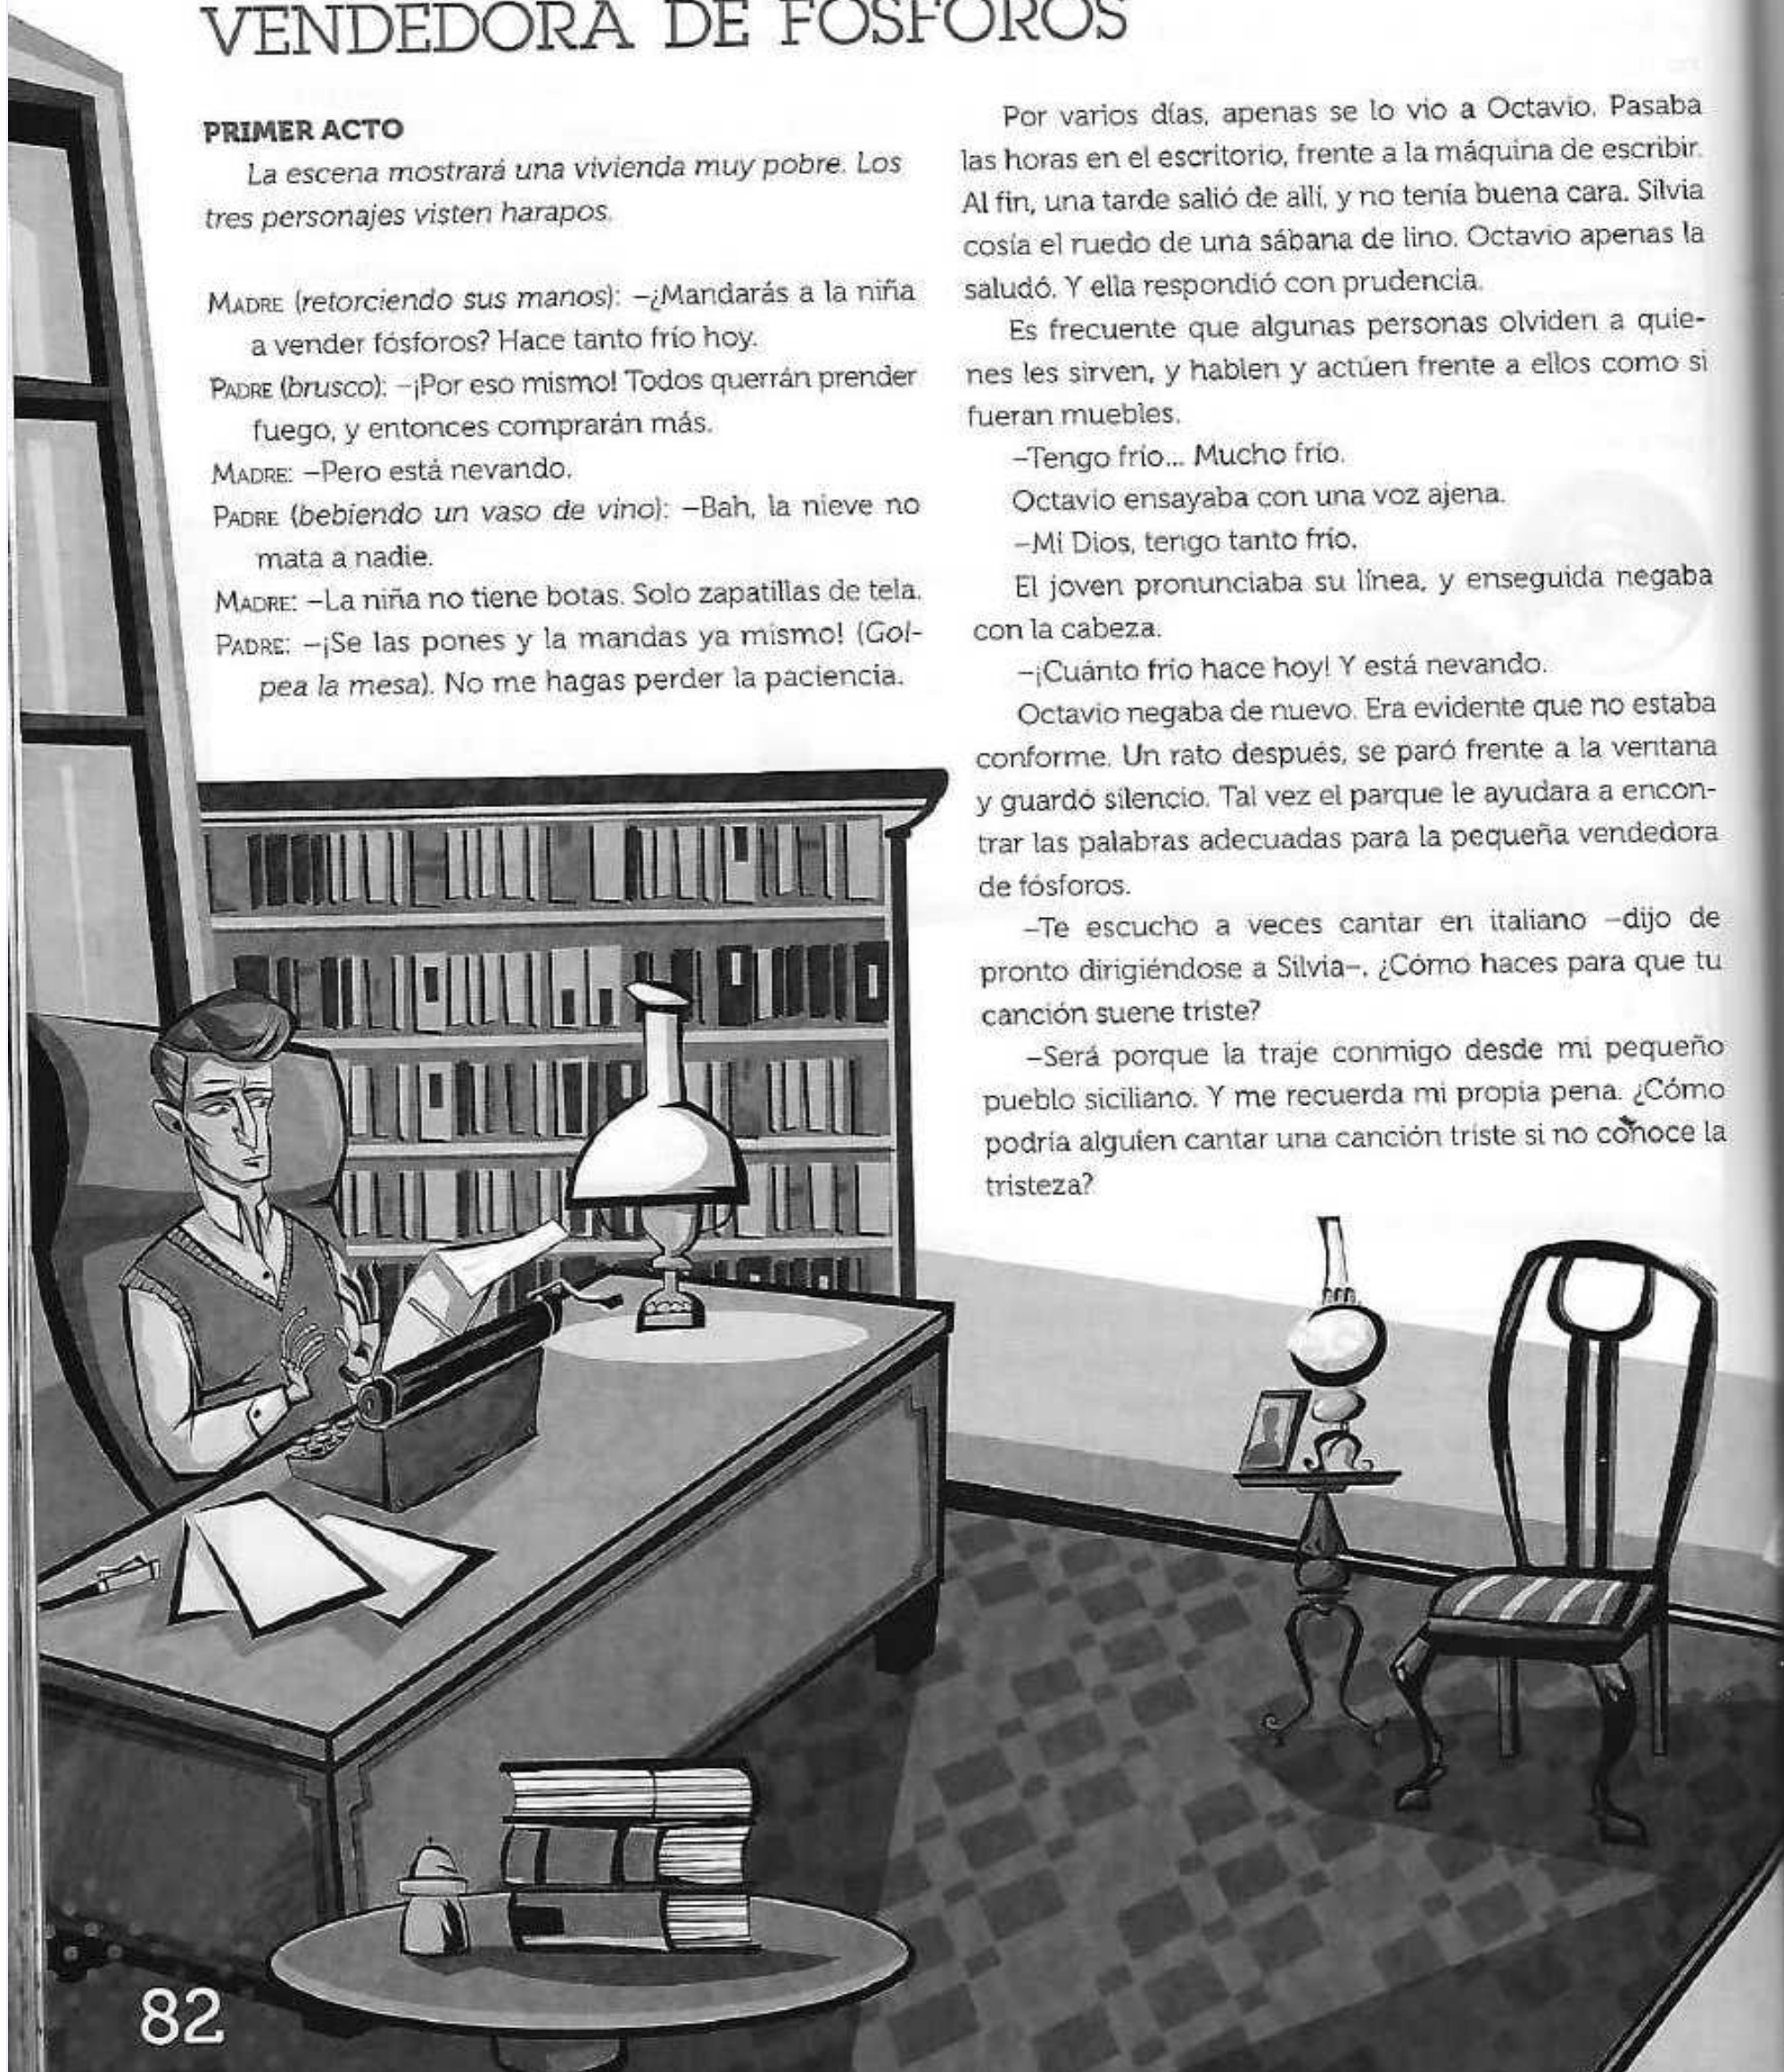 VENDEDORA DE FÓSFOROS
PRIMER ACTO
La escena mostrará una vivienda muy pobre. Los
tres personajes visten harapos.
MADRE (retorciendo sus manos): –¿Mandarás a la niña
a vender fósforos? Hace tanto frío hoy.
PADRE (brusco): –¡Por eso mismo! Todos querrán prender
fuego, y entonces comprarán más.
MADRE: –Pero está nevando.
PADRE (bebiendo un vaso de vino): –Bah, la nieve no
mata a nadie.
MADRE: –La niña no tiene botas. Solo zapatillas de tela.
PADRE: –¡Se las pones y la mandas ya mismo! (Gol-
pea la mesa). No me hagas perder la paciencia.
Por varios días, apenas se lo vio a Octavio. Pasaba
las horas en el escritorio, frente a la máquina de escribir.
Al fin, una tarde salió de allí, y no tenía buena cara. Silvia
cosía el ruedo de una sábana de lino. Octavio apenas la
saludó. Y ella respondió con prudencia.
Es frecuente que algunas personas olviden a quie-
nes les sirven, y hablen y actúen frente a ellos como si
fueran muebles.
–Tengo frío... Mucho frío.
Octavio ensayaba con una voz ajena.
–Mi Dios, tengo tanto frío.
El joven pronunciaba su línea, y enseguida negaba
con la cabeza.
–¡Cuánto frío hace hoy! Y está nevando.
Octavio negaba de nuevo. Era evidente que no estaba
conforme. Un rato después, se paró frente a la ventana
y guardó silencio. Tal vez el parque le ayudara a encon-
trar las palabras adecuadas para la pequeña vendedora
de fósforos.
–Te escucho a veces cantar en italiano –dijo de
pronto dirigiéndose a Silvia–. ¿Cómo haces para que tu
canción suene triste?
–Será porque la traje conmigo desde mi pequeño
pueblo siciliano. Y me recuerda mi propia pena. ¿Cómo
podría alguien cantar una canción triste si no conoce la
tristeza?
82